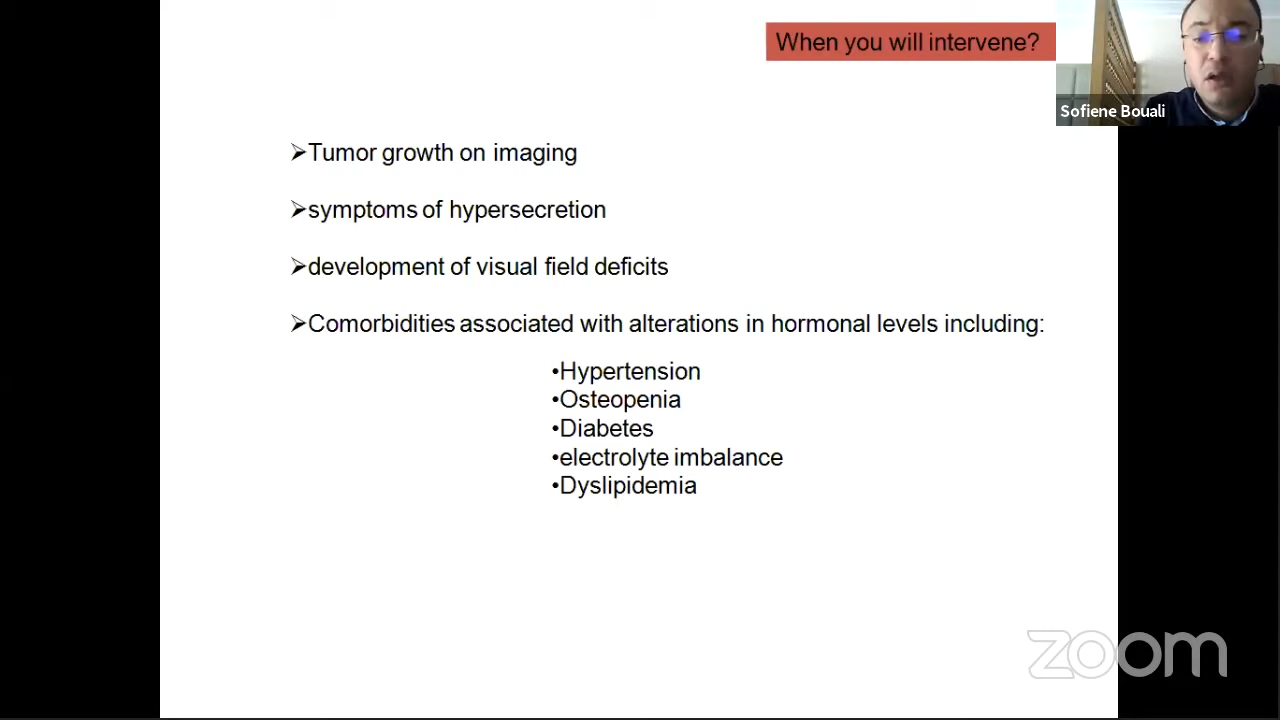 When you will intervene?
Sofiene Bouali
➢Tumor growth on imaging
➢symptoms of hypersecretion
➢development of visual field deficits
➢Comorbidities associated with alterations in hormonal levels including:
•Hypertension
•Osteopenia
•Diabetes
•electrolyte imbalance
•Dyslipidemia
zoom